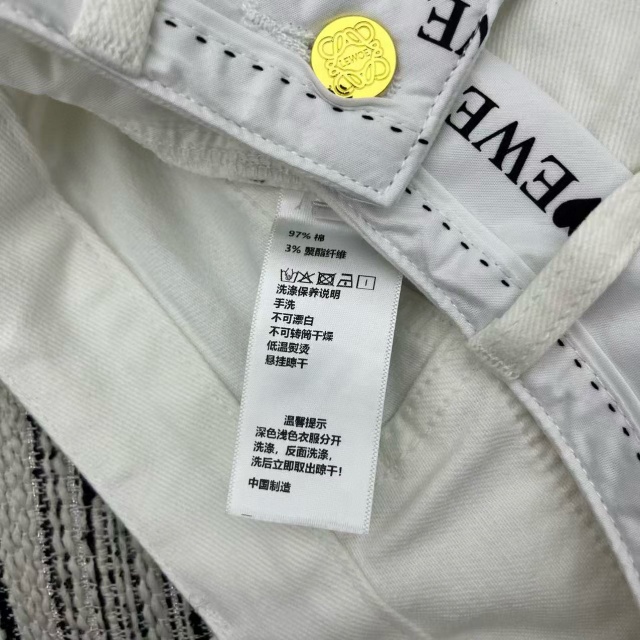 LOEWE
EWE
EWE
97% 棉
3% 聚酯纤维
洗涤保养说明
手洗
不可漂白
不可转筒干燥
低温熨烫
悬挂晾干
温馨提示
深色浅色衣服分开
洗涤，反面洗涤，
洗后立即取出晾干！
中国制造